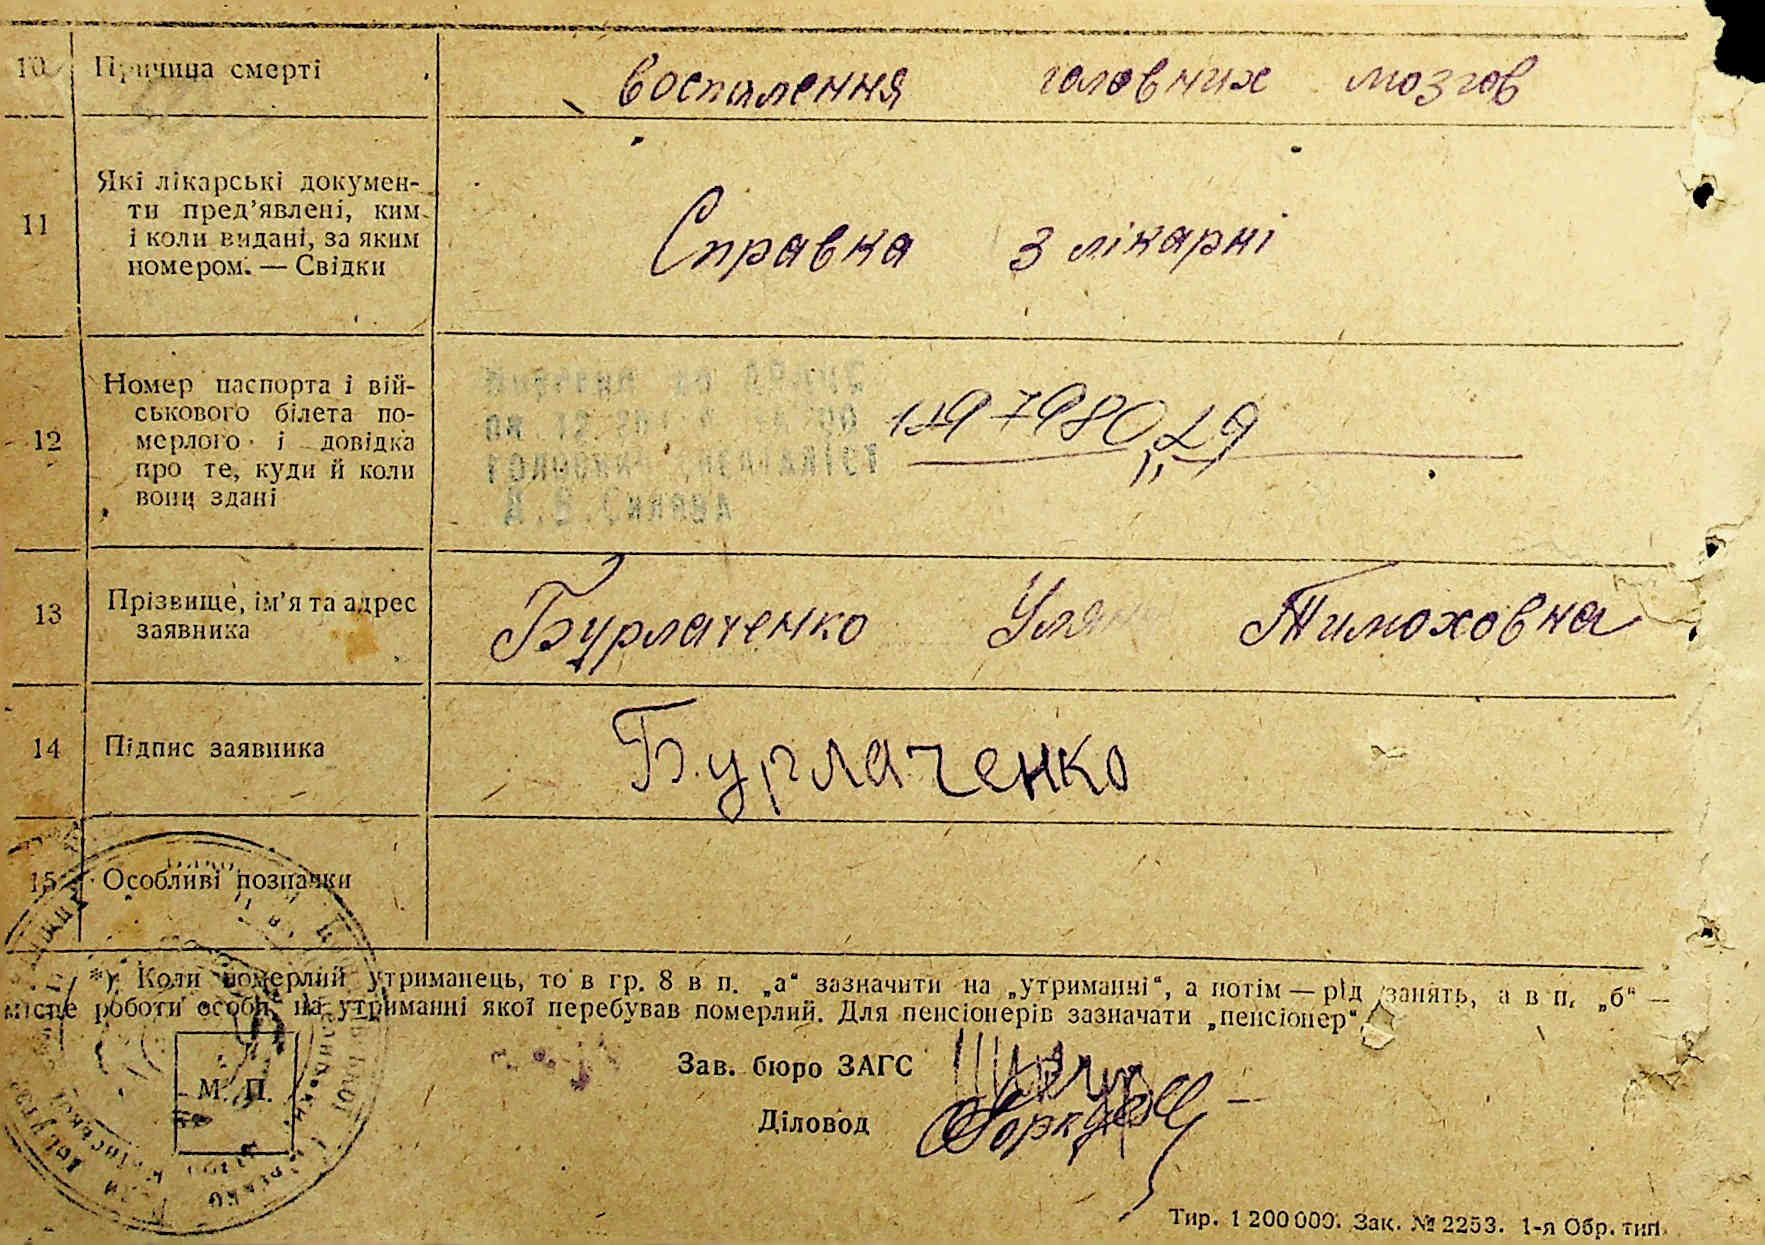 10 Причина смерті воспалення головних мозгов
Які лікарські докумен-
ти пред’явлені, ким
11 і коли видані, за яким Справка з лікарні
номером. — Свідки
Номер паспорта і вій-
ськового білета по-
12 мерлого і довідка
про те, куди й коли
вони здані
13 Прізвище, ім’я та адрес Бурлаченко Уляна Тимоховна
заявника
14 Підпис заявника Бурлаченко
15 Особливі позначки
*) Коли померлий утриманець, то в гр. 8 в п. „а“ зазначити на „утриманні“, а потім — рід занять, а в п. „б“ —
місце роботи особи, на утриманні якої перебував померлий. Для пенсіонерів зазначати „пенсіонер“.
Зав. бюро ЗАГС
М. П.
Діловод
Тир. 1 200 000. Зак. № 2253. 1-я Обр. тип.